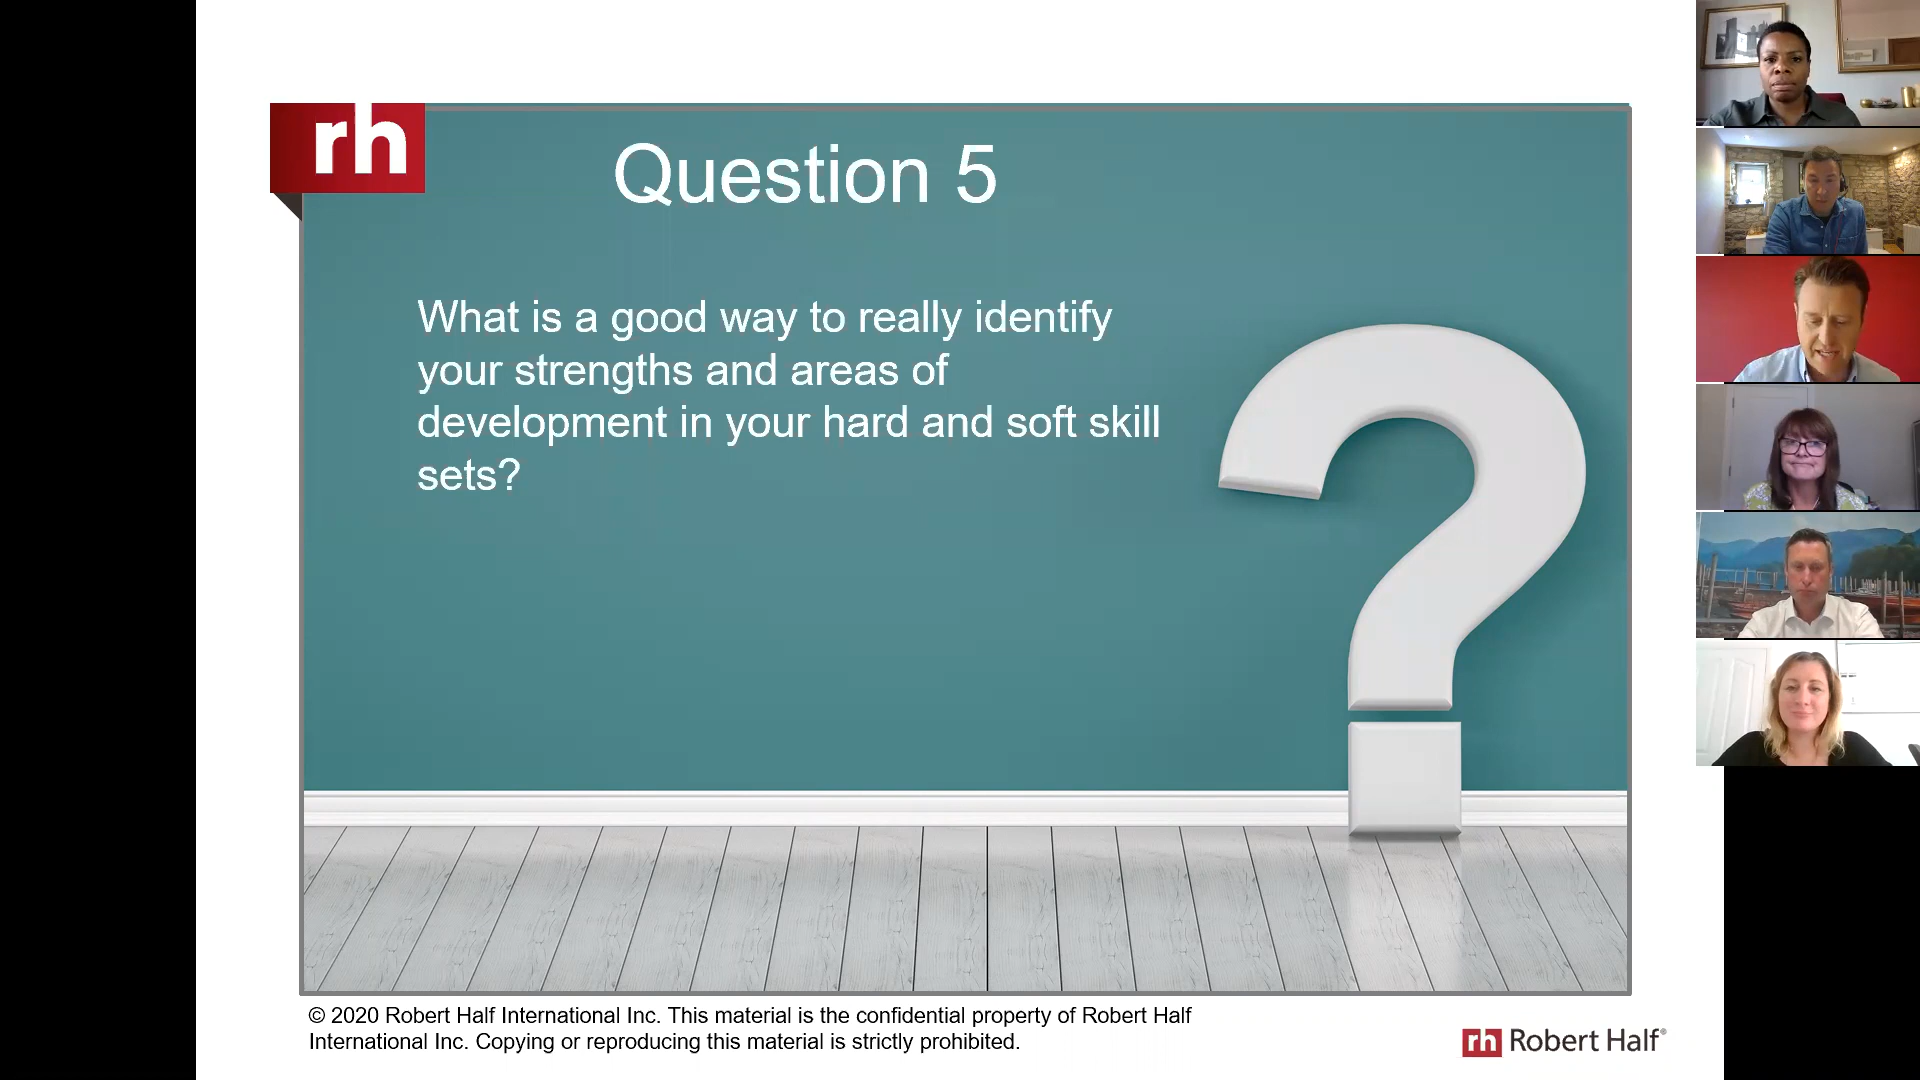 rh
Question 5
What is a good way to really identify
your strengths and areas of
development in your hard and soft skill
sets?
© 2020 Robert Half International Inc. This material is the confidential property of Robert Half
International Inc. Copying or reproducing this material is strictly prohibited.
rh Robert Half®